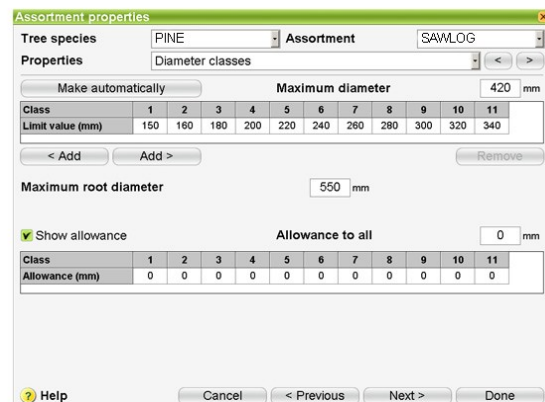 Assortment properties
Tree species PINE Assortment SAWLOG
Properties Diameter classes < >
Make automatically Maximum diameter 420 mm
Class 1 2 3 4 5 6 7 8 9 10 11
Limit value (mm) 150 160 180 200 220 240 260 280 300 320 340
< Add Add > Remove
Maximum root diameter 550 mm
Show allowance Allowance to all 0 mm
Class 1 2 3 4 5 6 7 8 9 10 11
Allowance (mm) 0 0 0 0 0 0 0 0 0 0 0
? Help Cancel < Previous Next > Done